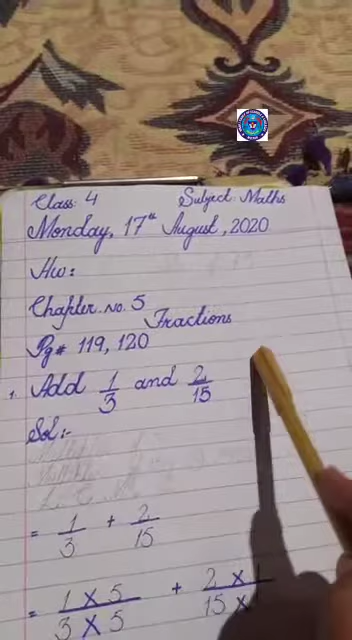 Class: 4 Subject: Maths
Monday, 17th August, 2020
Hw:
Chapter. no. 5
Fractions
Pg# 119, 120
1. Add 1/3 and 2/15
Sol:-
= 1/3 + 2/15
= 1 × 5 / 3 × 5 + 2 × 1 / 15 ×